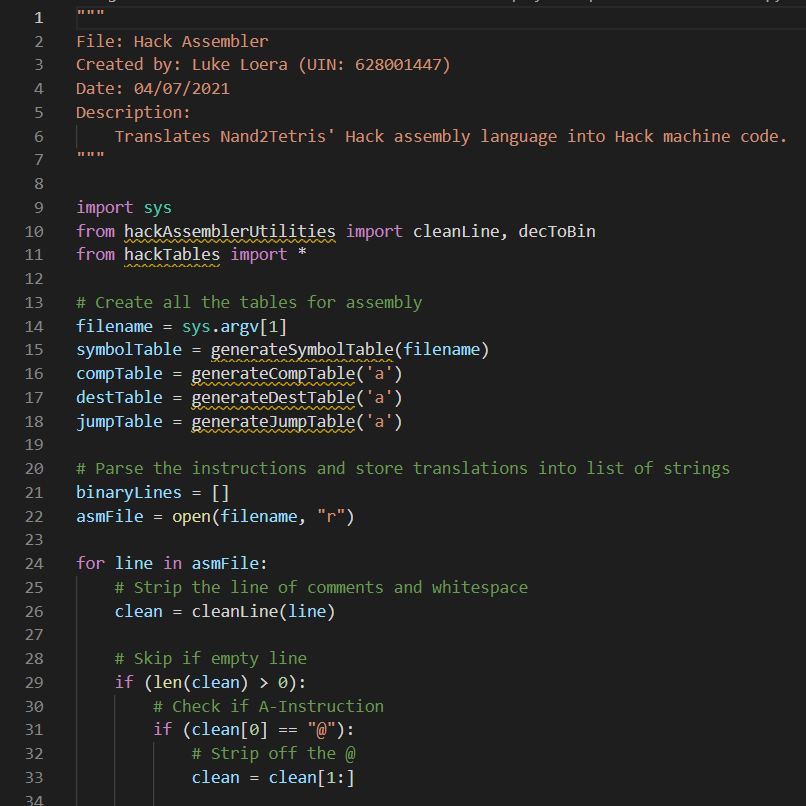 1 """
2 File: Hack Assembler
3 Created by: Luke Loera (UIN: 628001447)
4 Date: 04/07/2021
5 Description:
6     Translates Nand2Tetris' Hack assembly language into Hack machine code.
7 """
8
9 import sys
10 from hackAssemblerUtilities import cleanLine, decToBin
11 from hackTables import *
12
13 # Create all the tables for assembly
14 filename = sys.argv[1]
15 symbolTable = generateSymbolTable(filename)
16 compTable = generateCompTable('a')
17 destTable = generateDestTable('a')
18 jumpTable = generateJumpTable('a')
19
20 # Parse the instructions and store translations into list of strings
21 binaryLines = []
22 asmFile = open(filename, "r")
23
24 for line in asmFile:
25     # Strip the line of comments and whitespace
26     clean = cleanLine(line)
27
28     # Skip if empty line
29     if (len(clean) > 0):
30         # Check if A-Instruction
31         if (clean[0] == "@"):
32             # Strip off the @
33             clean = clean[1:]
34